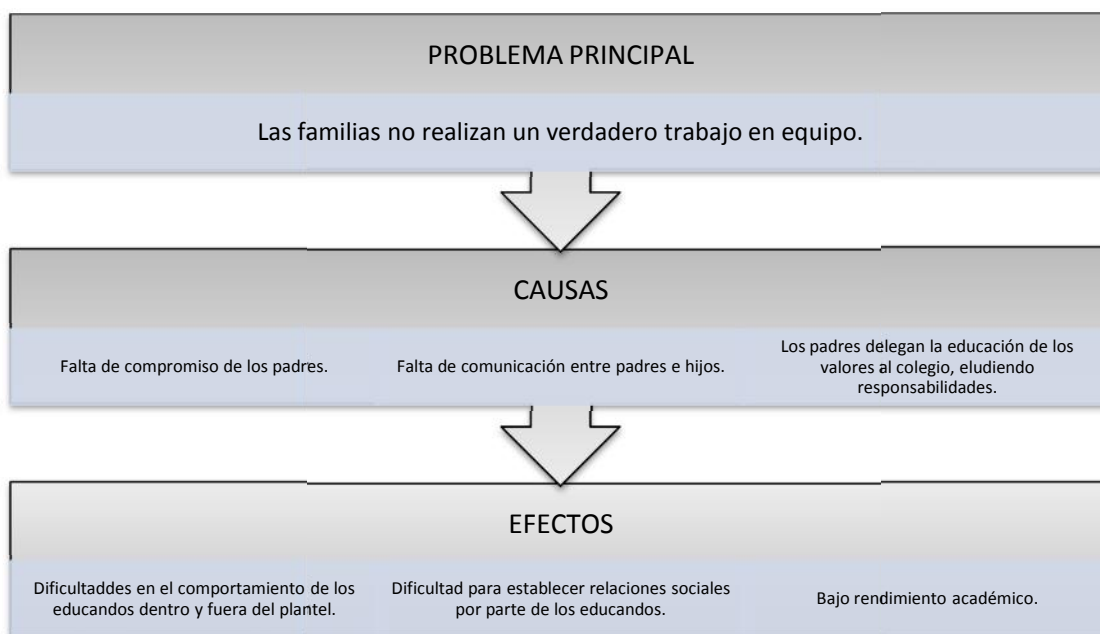 PROBLEMA PRINCIPAL
Las familias no realizan un verdadero trabajo en equipo.
CAUSAS
Falta de compromiso de los padres.
Falta de comunicación entre padres e hijos.
Los padres delegan la educación de los
valores al colegio, eludiendo
responsabilidades.
EFECTOS
Dificultaddes en el comportamiento de los
educandos dentro y fuera del plantel.
Dificultad para establecer relaciones sociales
por parte de los educandos.
Bajo rendimiento académico.